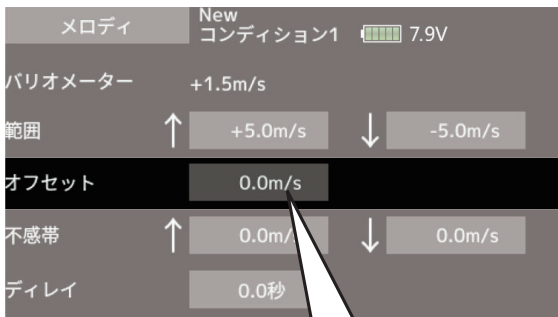 メロディ
New
コンディション1 7.9V
バリオメーター +1.5m/s
範囲 ↑ +5.0m/s ↓ -5.0m/s
オフセット 0.0m/s
不感帯 ↑ 0.0m/s ↓ 0.0m/s
ディレイ 0.0秒